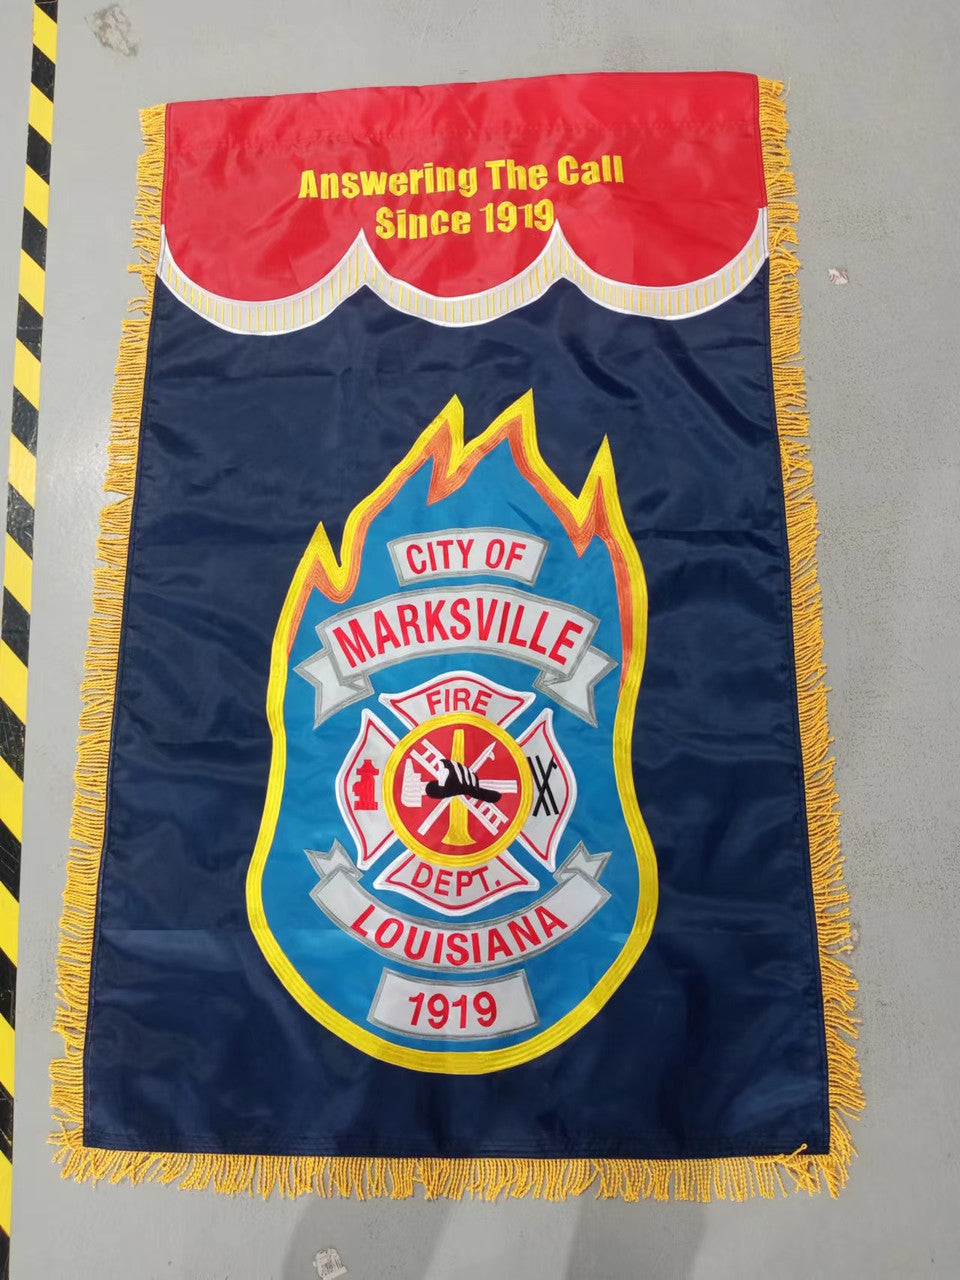 Answering The Call
Since 1919
CITY OF
MARKSVILLE
FIRE
DEPT.
LOUISIANA
1919